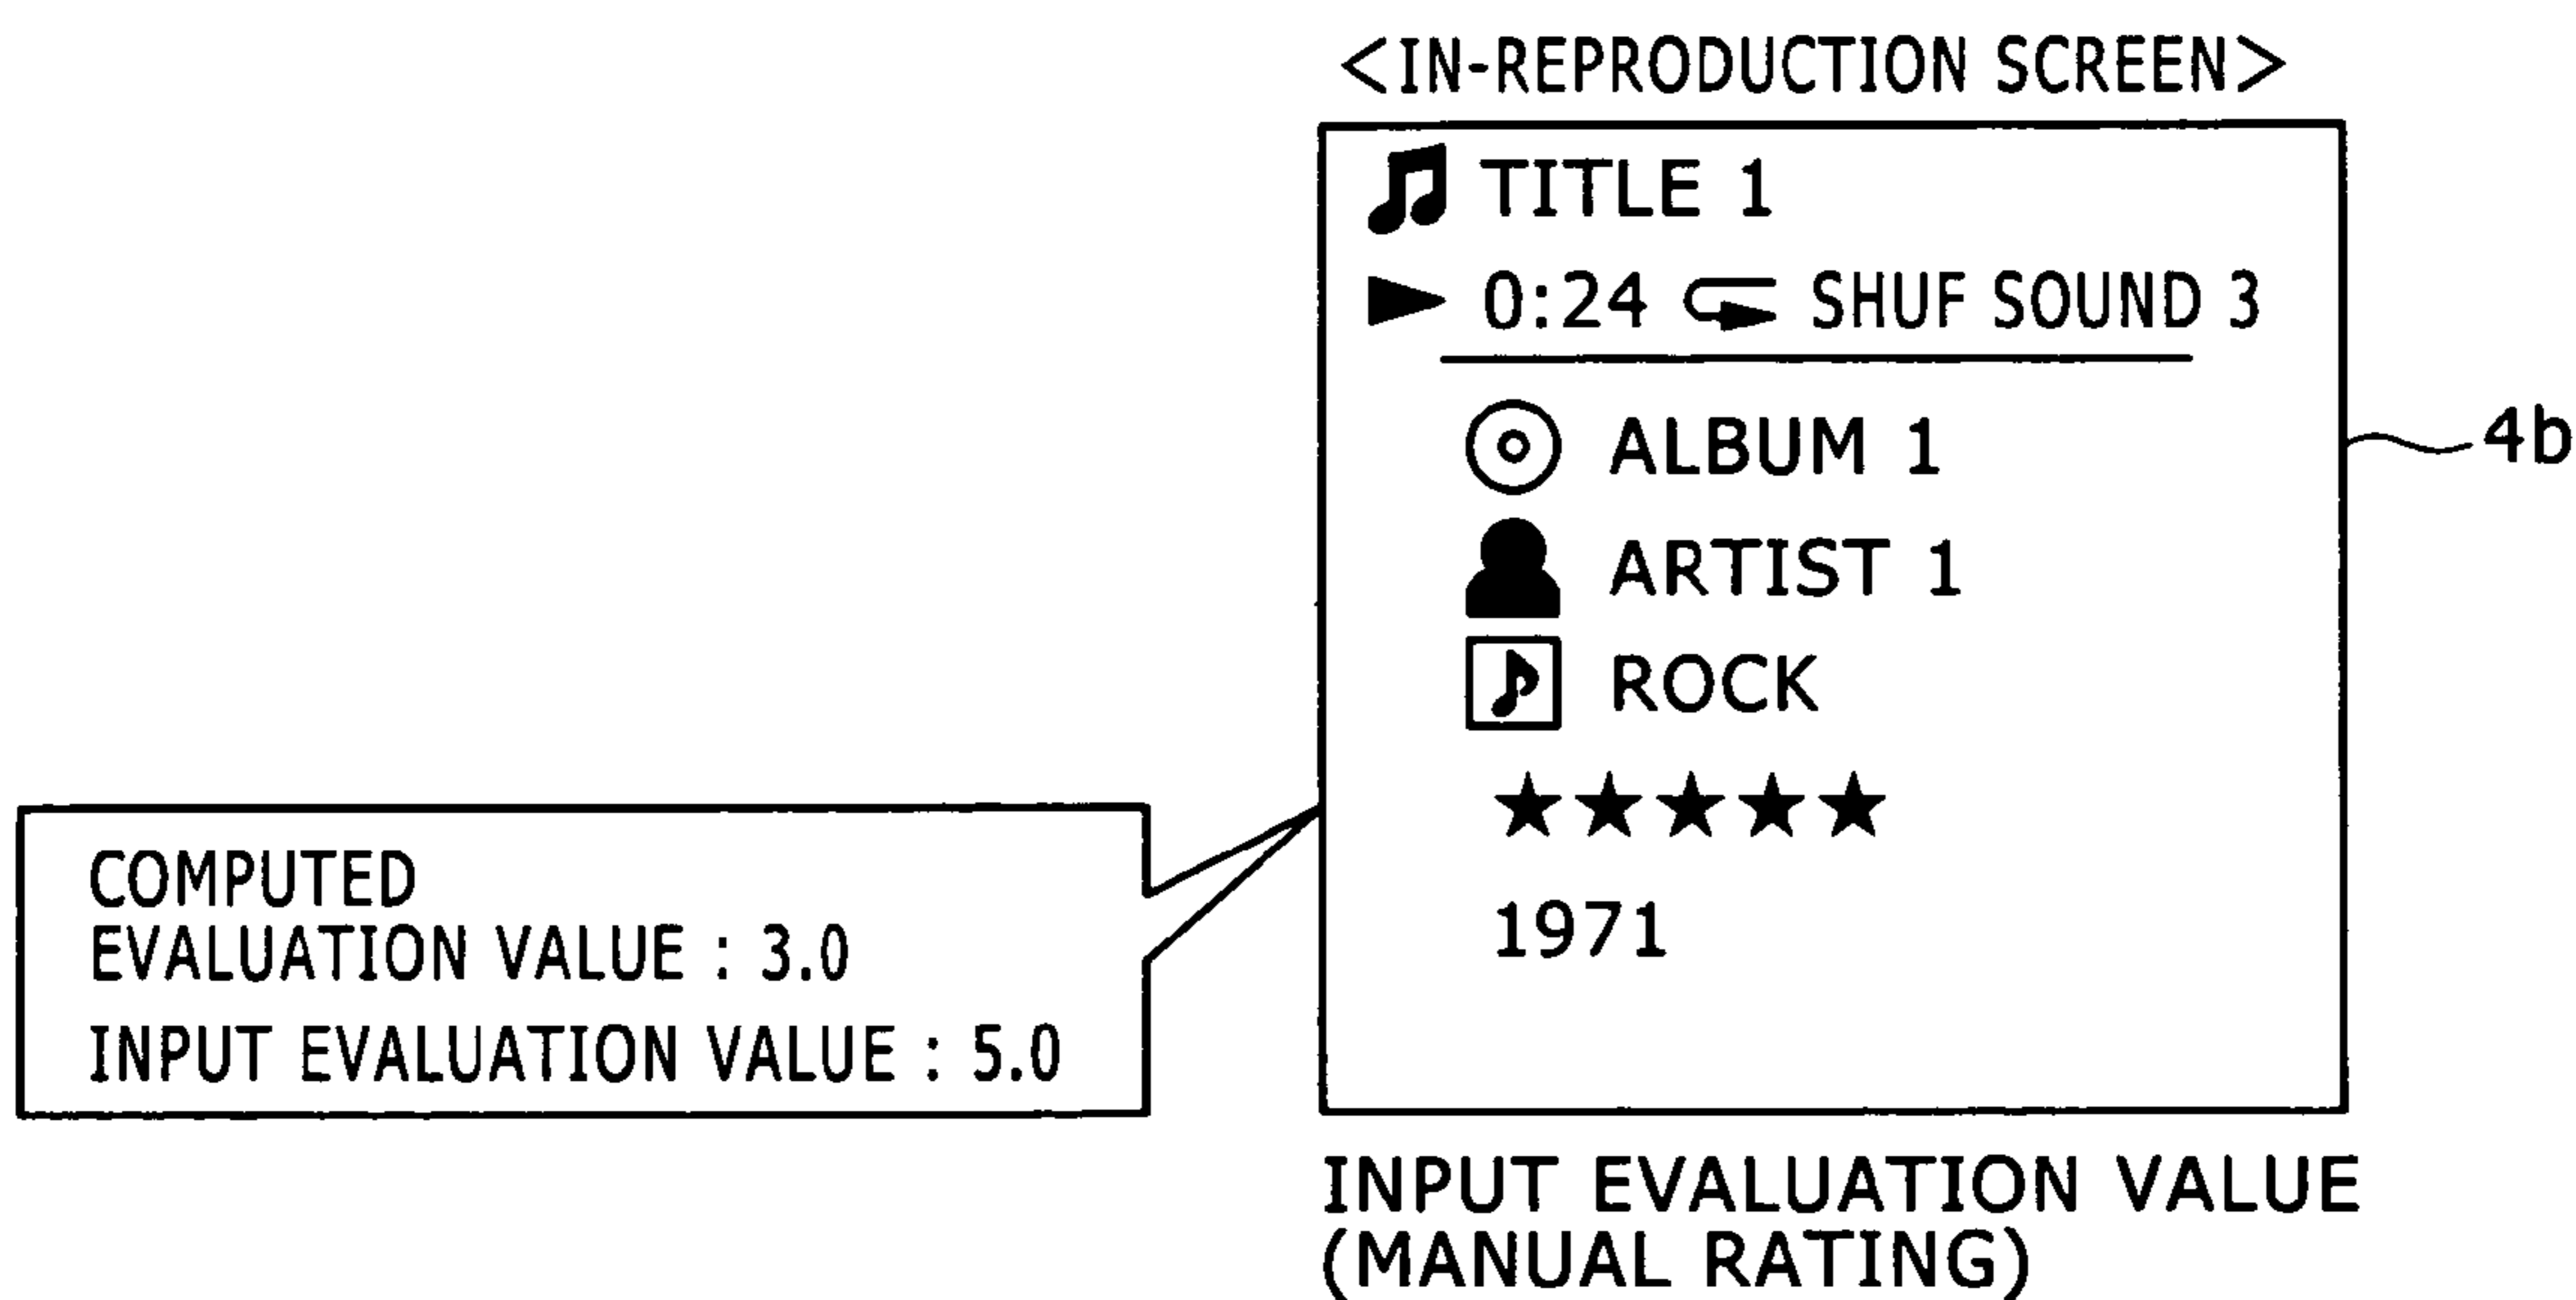 <IN-REPRODUCTION SCREEN>
TITLE 1
0:24 SHUF SOUND 3
ALBUM 1
4b
ARTIST 1
ROCK
★★★★★
1971
COMPUTED
EVALUATION VALUE : 3.0
INPUT EVALUATION VALUE : 5.0
INPUT EVALUATION VALUE
(MANUAL RATING)